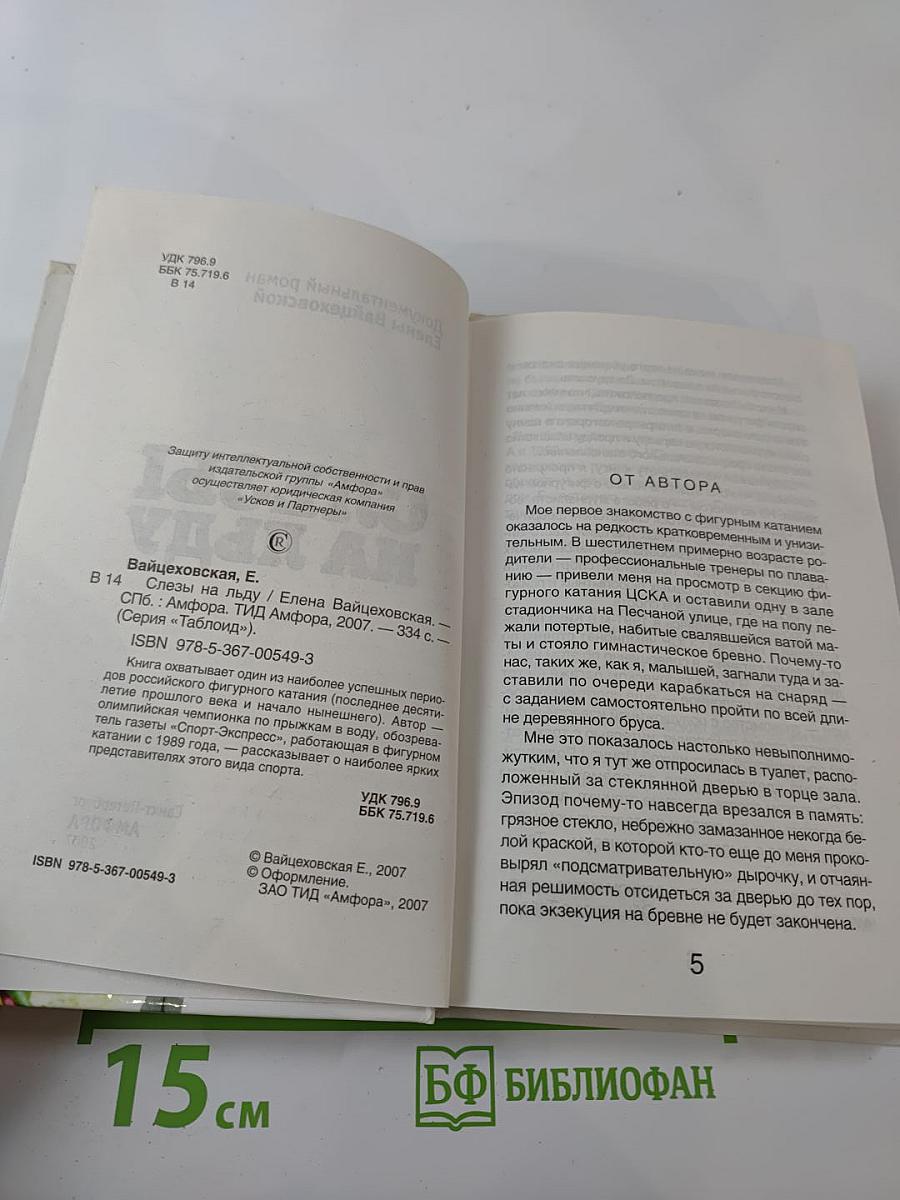 УДК 796.9
ББК 75.719.6
В 14
Защиту интеллектуальной собственности и прав
издательской группы «Амфора»
осуществляет юридическая компания
«Усков и Партнеры»
Вайцеховская, Е.
В 14 Слезы на льду / Елена Вайцеховская. —
СПб. : Амфора. ТИД Амфора, 2007. — 334 с. —
(Серия «Таблоид»).
ISBN 978-5-367-00549-3
Книга охватывает один из наиболее успешных перио-
дов российского фигурного катания (последнее десяти-
летие прошлого века и начало нынешнего). Автор —
олимпийская чемпионка по прыжкам в воду, обозрева-
тель газеты «Спорт-Экспресс», работающая в фигурном
катании с 1989 года, — рассказывает о наиболее ярких
представителях этого вида спорта.
УДК 796.9
ББК 75.719.6
ISBN 978-5-367-00549-3
© Вайцеховская Е., 2007
© Оформление.
ЗАО ТИД «Амфора», 2007
ОТ АВТОРА
Мое первое знакомство с фигурным катанием
оказалось на редкость кратковременным и унизи-
тельным. В шестилетнем примерно возрасте ро-
дители — профессиональные тренеры по плава-
нию — привели меня на просмотр в секцию фи-
гурного катания ЦСКА и оставили одну в зале
стадиончика на Песчаной улице, где на полу ле-
жали потертые, набитые свалявшейся ватой ма-
ты и стояло гимнастическое бревно. Почему-то
нас, таких же, как я, малышей, загнали туда и за-
ставили по очереди карабкаться на снаряд —
с заданием самостоятельно пройти по всей дли-
не деревянного бруса.
Мне это показалось настолько невыполнимо-
жутким, что я тут же отпросилась в туалет, распо-
ложенный за стеклянной дверью в торце зала.
Эпизод почему-то навсегда врезался в память:
грязное стекло, небрежно замазанное некогда бе-
лой краской, в которой кто-то еще до меня проко-
вырял «подсматривательную» дырочку, и отчаян-
ная решимость отсидеться за дверью до тех пор,
пока экзекуция на бревне не будет закончена.
5
15 см
БФ БИБЛИОФАН